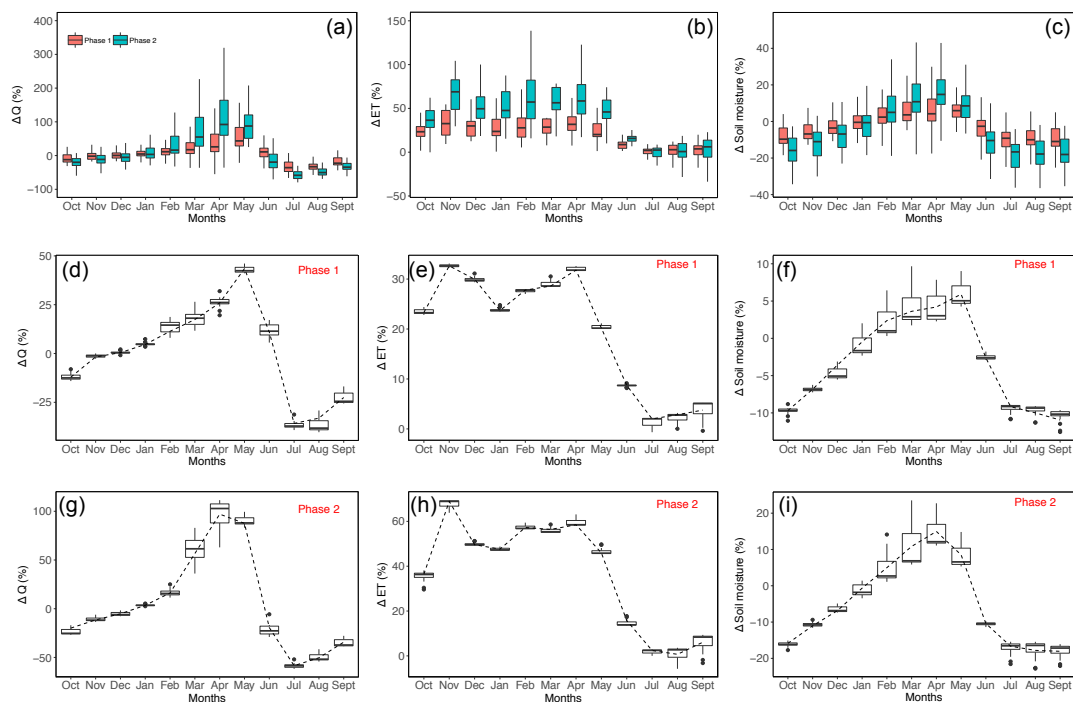 (a)
Phase 1 Phase 2
Δ Q (%)
400
300
200
100
0
−100
Oct Nov Dec Jan Feb Mar Apr May Jun Jul Aug Sept
Months
(b)
Δ ET (%)
150
100
50
0
−50
Oct Nov Dec Jan Feb Mar Apr May Jun Jul Aug Sept
Months
(c)
Δ Soil moisture (%)
40
20
0
−20
−40
Oct Nov Dec Jan Feb Mar Apr May Jun Jul Aug Sept
Months
(d)
Phase 1
Δ Q (%)
50
25
0
−25
Oct Nov Dec Jan Feb Mar Apr May Jun Jul Aug Sept
Months
(e)
Phase 1
Δ ET (%)
30
20
10
0
Oct Nov Dec Jan Feb Mar Apr May Jun Jul Aug Sept
Months
(f)
Phase 1
Δ Soil moisture (%)
10
5
0
−5
−10
Oct Nov Dec Jan Feb Mar Apr May Jun Jul Aug Sept
Months
(g)
Phase 2
Δ Q (%)
100
50
0
−50
Oct Nov Dec Jan Feb Mar Apr May Jun Jul Aug Sept
Months
(h)
Phase 2
Δ ET (%)
60
40
20
0
Oct Nov Dec Jan Feb Mar Apr May Jun Jul Aug Sept
Months
(i)
Phase 2
Δ Soil moisture (%)
20
10
0
−10
−20
Oct Nov Dec Jan Feb Mar Apr May Jun Jul Aug Sept
Months